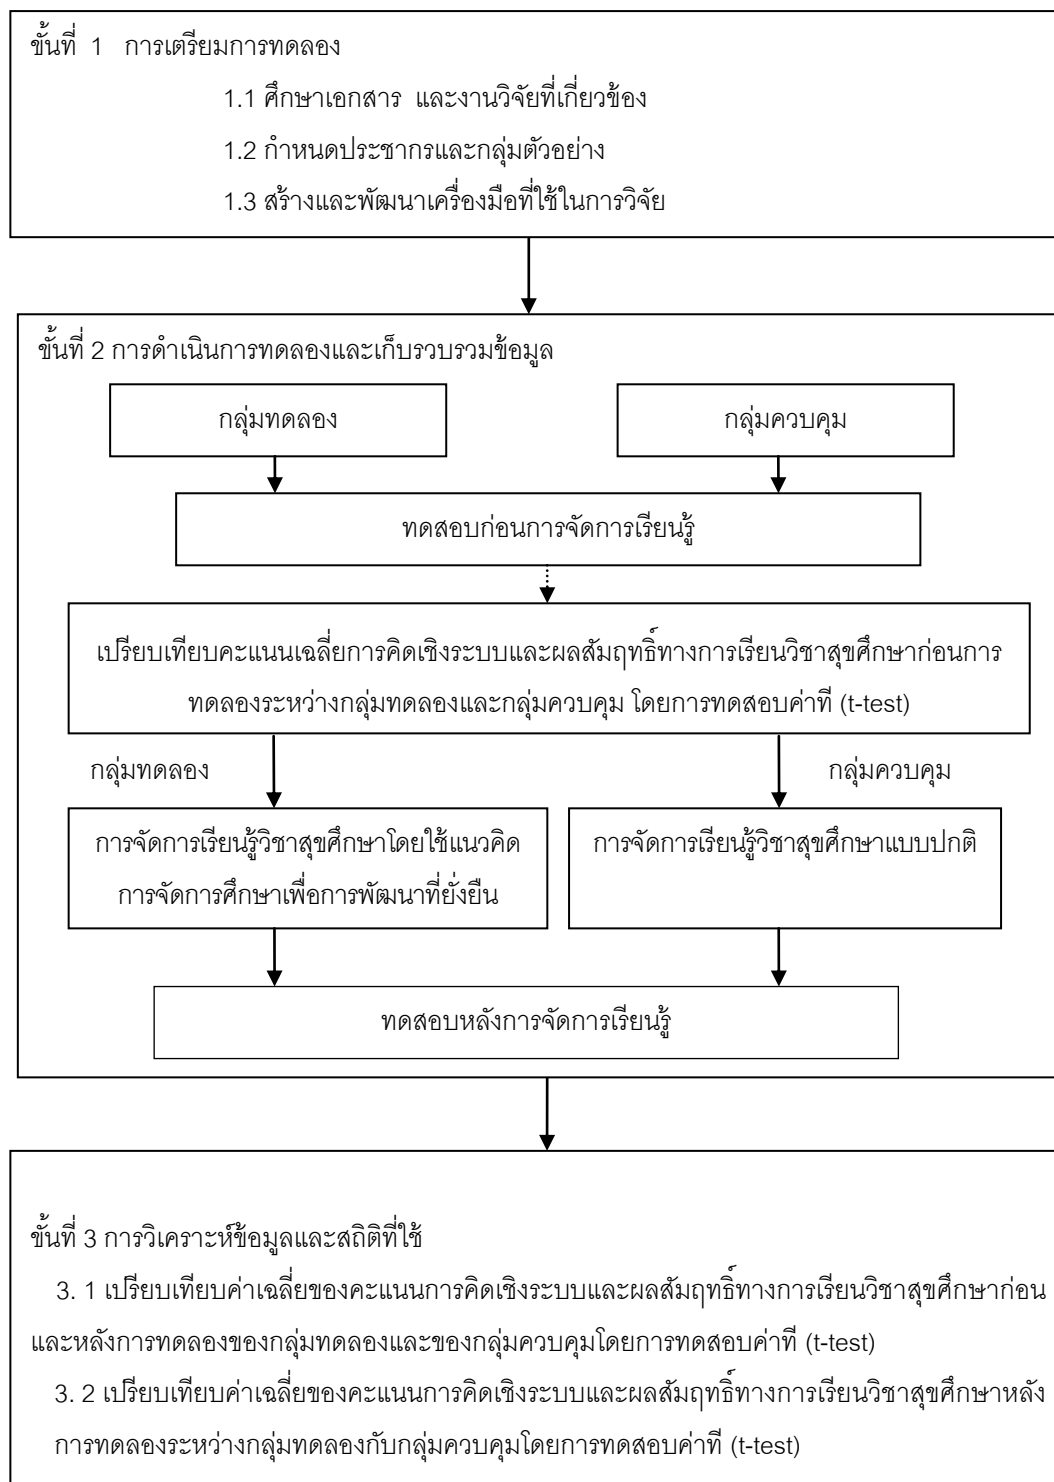 ขั้นที่ 1 การเตรียมการทดลอง
1.1 ศึกษาเอกสาร และงานวิจัยที่เกี่ยวข้อง
1.2 กำหนดประชากรและกลุ่มตัวอย่าง
1.3 สร้างและพัฒนาเครื่องมือที่ใช้ในการวิจัย
ขั้นที่ 2 การดำเนินการทดลองและเก็บรวบรวมข้อมูล
กลุ่มทดลอง
กลุ่มควบคุม
ทดสอบก่อนการจัดการเรียนรู้
เปรียบเทียบคะแนนเฉลี่ยการคิดเชิงระบบและผลสัมฤทธิ์ทางการเรียนวิชาสุขศึกษาก่อนการ
ทดลองระหว่างกลุ่มทดลองและกลุ่มควบคุม โดยการทดสอบค่าที (t-test)
กลุ่มทดลอง
กลุ่มควบคุม
การจัดการเรียนรู้วิชาสุขศึกษาโดยใช้แนวคิด
การจัดการศึกษาเพื่อการพัฒนาที่ยั่งยืน
การจัดการเรียนรู้วิชาสุขศึกษาแบบปกติ
ทดสอบหลังการจัดการเรียนรู้
ขั้นที่ 3 การวิเคราะห์ข้อมูลและสถิติที่ใช้
3. 1 เปรียบเทียบค่าเฉลี่ยของคะแนนการคิดเชิงระบบและผลสัมฤทธิ์ทางการเรียนวิชาสุขศึกษาก่อน
และหลังการทดลองของกลุ่มทดลองและของกลุ่มควบคุมโดยการทดสอบค่าที (t-test)
3. 2 เปรียบเทียบค่าเฉลี่ยของคะแนนการคิดเชิงระบบและผลสัมฤทธิ์ทางการเรียนวิชาสุขศึกษาหลัง
การทดลองระหว่างกลุ่มทดลองกับกลุ่มควบคุมโดยการทดสอบค่าที (t-test)